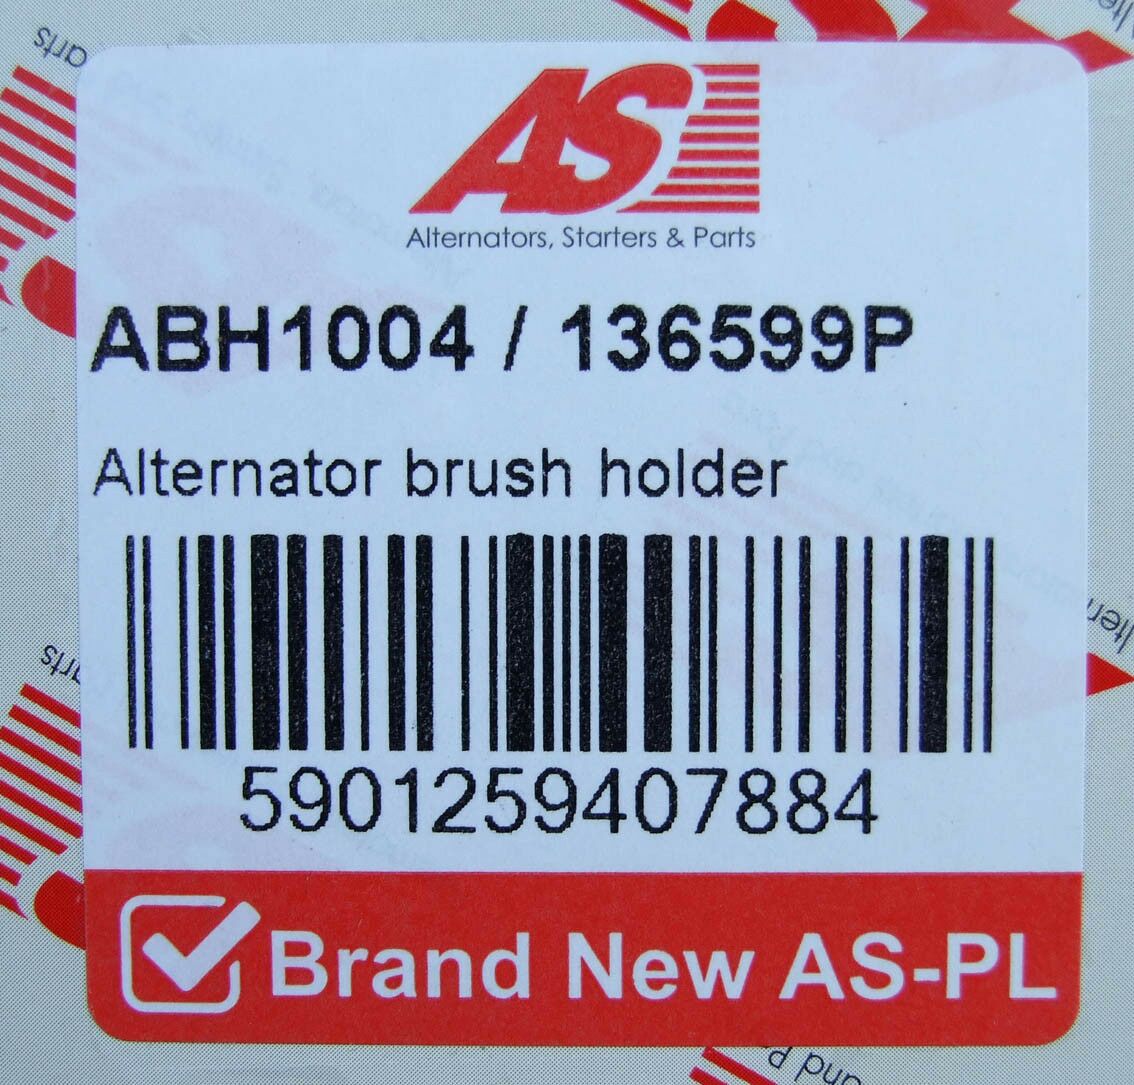 AS
Alternators, Starters & Parts
ABH1004 / 136599P
Alternator brush holder
5901259407884
Brand New AS-PL